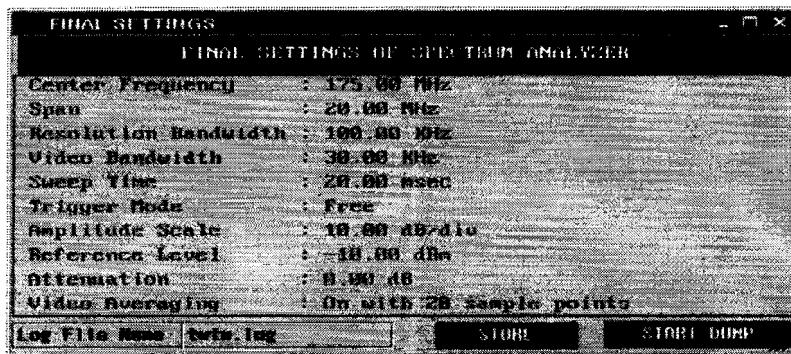 FINAL SETTINGS
FINAL SETTINGS OF SPECTRUM ANALYZER
Center Frequency : 175.00 MHz
Span : 20.00 MHz
Resolution Bandwidth : 100.00 KHz
Video Bandwidth : 30.00 KHz
Sweep Time : 20.00 msec
Trigger Mode : Free
Amplitude Scale : 10.00 dB/div
Reference Level : -10.00 dBm
Attenuation : 0.00 dB
Video Averaging : On with 20 sample points
Log File Name: .log STORE START DUMP